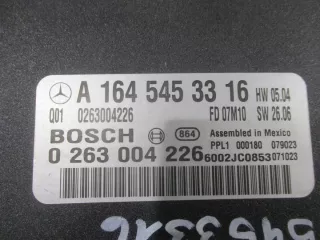 A 164 545 33 16 HW 05.04
Q01 0263004226 FD 07M10 SW 26.06
BOSCH 864 Assembled in Mexico
PPL1 000180 079023
0 263 004 226 6002JC0853 071023
5453316